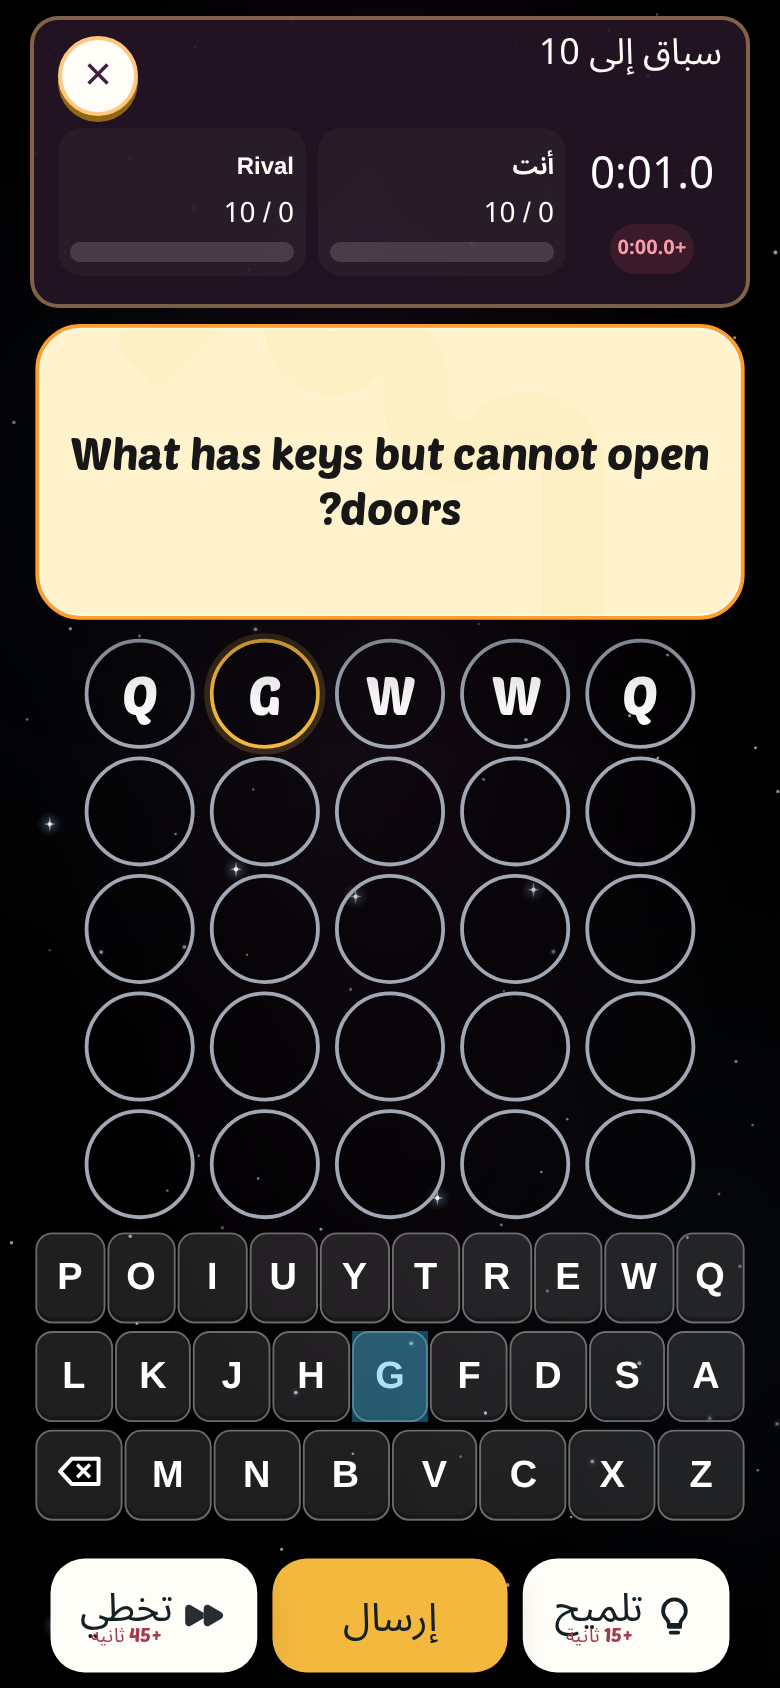 سباق إلى 10
✕
0:01.0
0:00.0+
أنت
10 / 0
Rival
10 / 0
What has keys but cannot open
?doors
Q G W W Q
P O I U Y T R E W Q
L K J H G F D S A
M N B V C X Z
تلميح
+15 ثانية
إرسال
تخطي
+45 ثانية